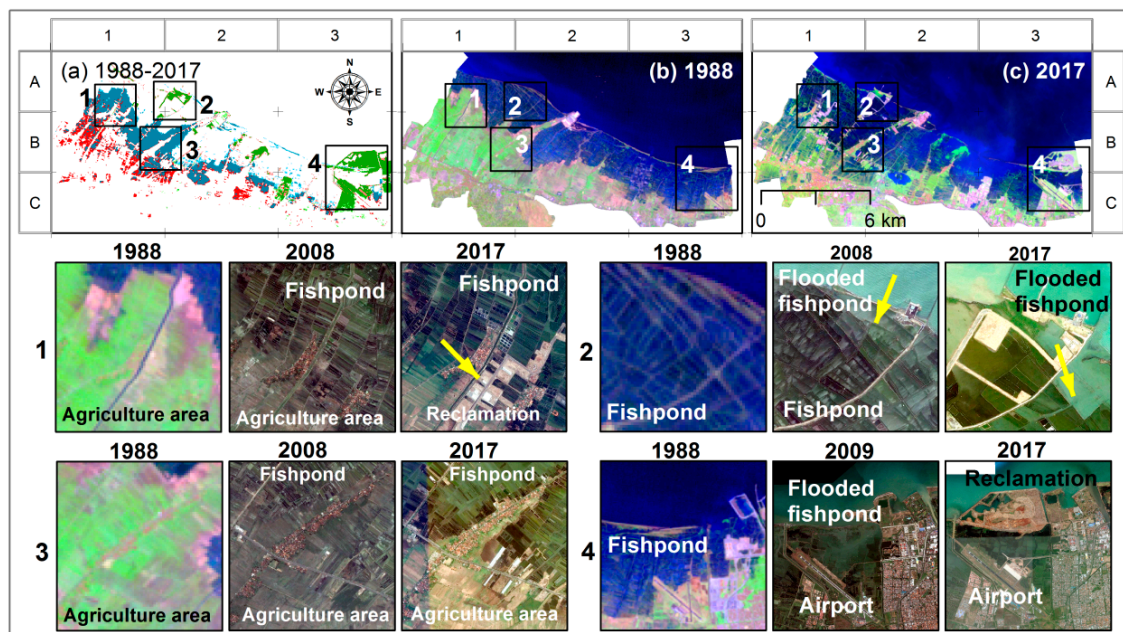 1 2 3 1 2 3 1 2 3
A (a) 1988-2017 N (b) 1988 (c) 2017 A
W E
S
1 2 1 2 1 2
B 3 3 3 B
4 4 4
C 0 6 km C
1988 2008 2017 1988 2008 2017
Fishpond Fishpond Flooded fishpond Flooded fishpond
1 2
Agriculture area Agriculture area Reclamation Fishpond Fishpond
1988 2008 2017 1988 2009 2017
Fishpond Fishpond Reclamation
Flooded fishpond
3 4 Fishpond
Agriculture area Agriculture area Agriculture area Airport Airport